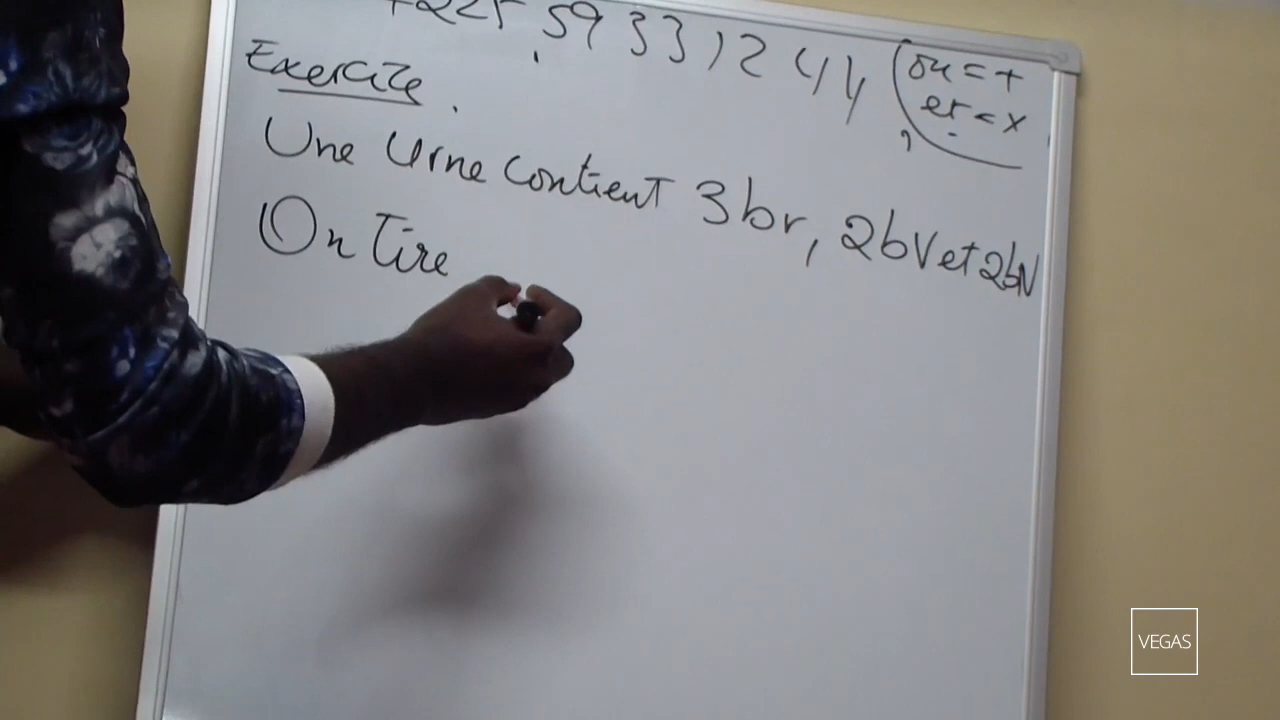 +225 59 33 12 44
ou = +
et = x
Exercice.
Une Urne Contient 3br, 2bV et 2bN
On Tire
VEGAS